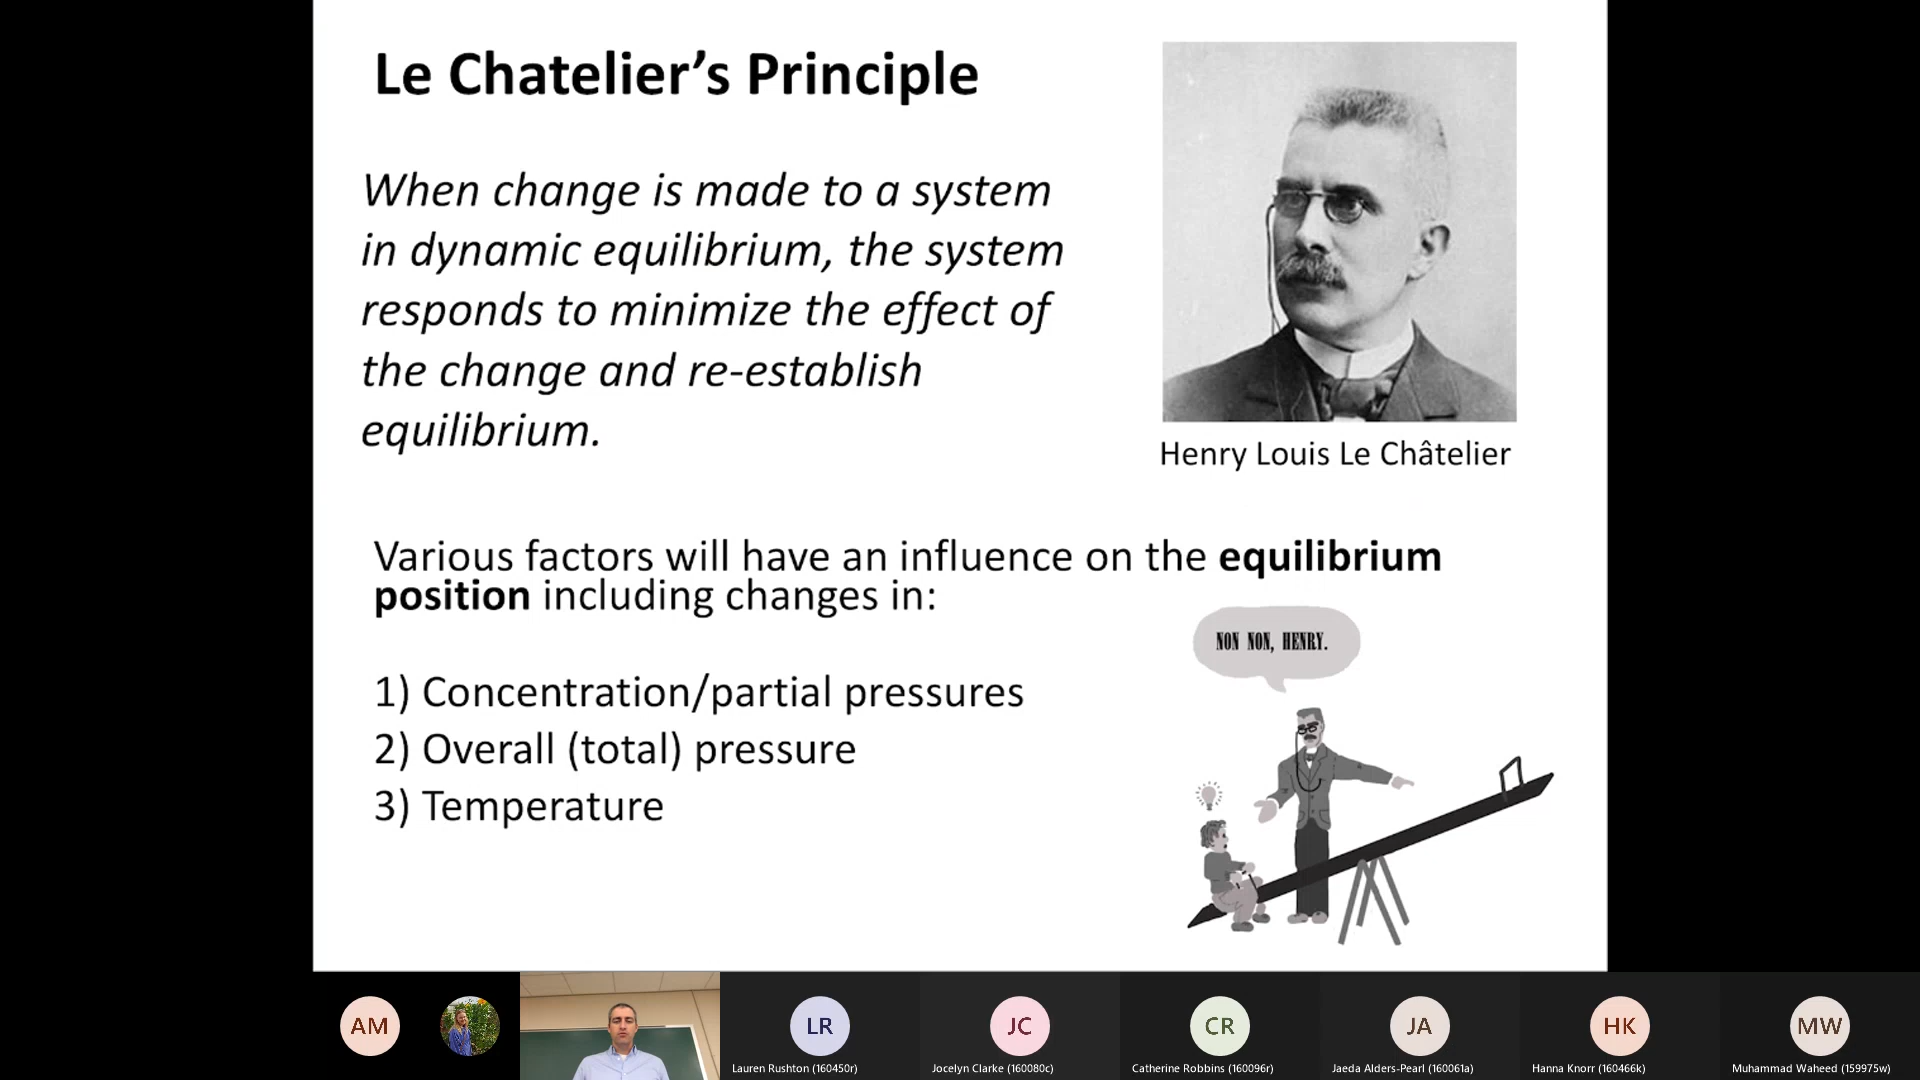 Le Chatelier’s Principle
When change is made to a system
in dynamic equilibrium, the system
responds to minimize the effect of
the change and re-establish
equilibrium.
Henry Louis Le Châtelier
Various factors will have an influence on the equilibrium
position including changes in:
1) Concentration/partial pressures
2) Overall (total) pressure
3) Temperature
NON NON, HENRY.
AM
LR
JC
CR
JA
HK
MW
Lauren Rushton (160450r)
Jocelyn Clarke (160080c)
Catherine Robbins (160096r)
Jaeda Alders-Pearl (160061a)
Hanna Knorr (160466k)
Muhammad Waheed (159975w)